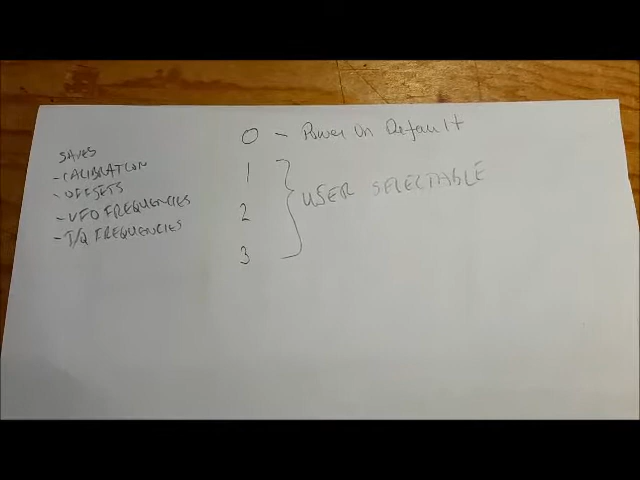 SAVES
- CALIBRATION
- OFFSETS
- VFO FREQUENCIES
- I/Q FREQUENCIES
0 - Power On Default
1
2
3
USER SELECTABLE